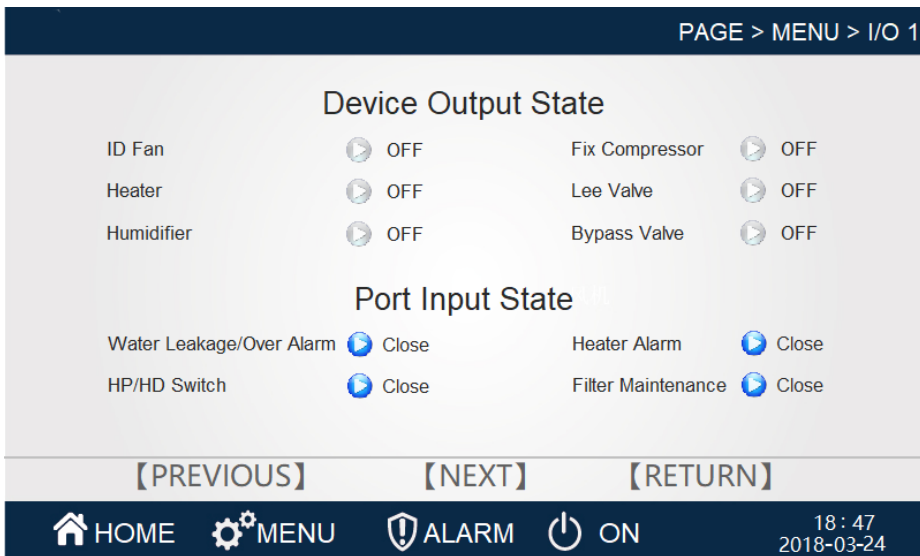 PAGE > MENU > I/O 1
Device Output State
ID Fan OFF Fix Compressor OFF
Heater OFF Lee Valve OFF
Humidifier OFF Bypass Valve OFF
Port Input State
Water Leakage/Over Alarm Close Heater Alarm Close
HP/HD Switch Close Filter Maintenance Close
【PREVIOUS】 【NEXT】 【RETURN】
HOME MENU ALARM ON 18:47
2018-03-24